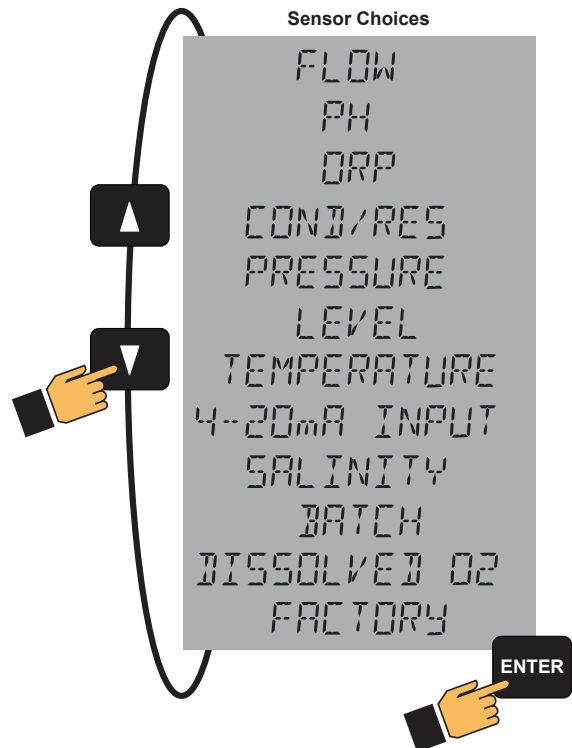 Sensor Choices
FLOW
PH
ORP
COND/RES
PRESSURE
LEVEL
TEMPERATURE
4-20mA INPUT
SALINITY
BATCH
DISSOLVED O2
FACTORY
ENTER